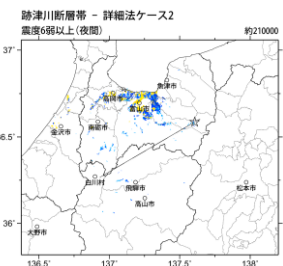 跡津川断層帯 - 詳細法ケース2
震度6弱以上(夜間)
約210000
37°
魚津市
高岡市
富山市
金沢市
南砺市
36.5°
白川村
飛騨市
松本市
高山市
36°
大野市
136.5°
137°
137.5°
138°